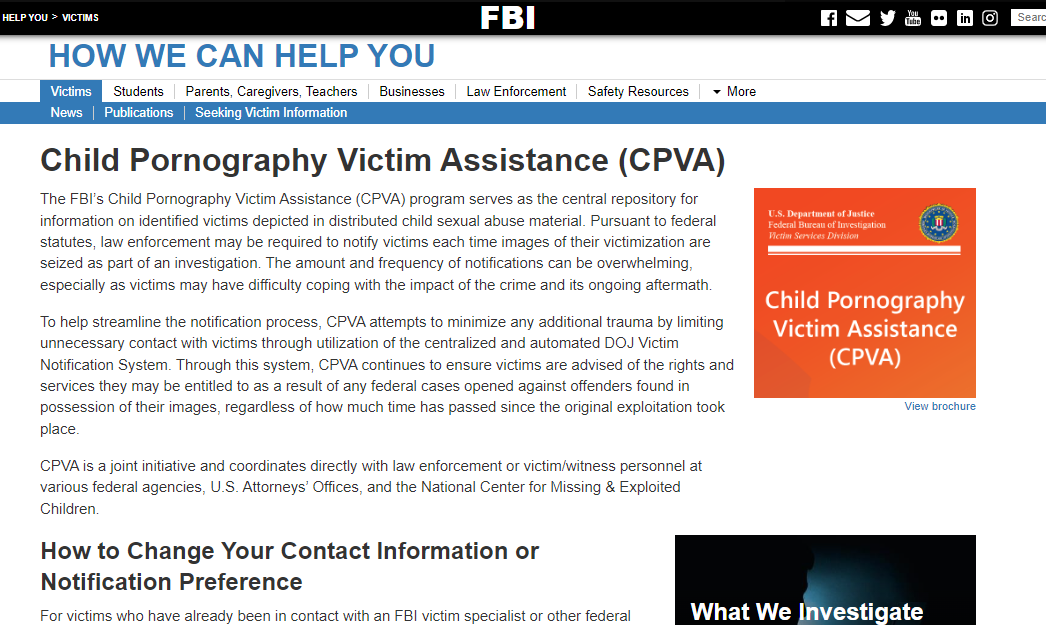 HELP YOU > VICTIMS
FBI
You
Tube
in
Searc
HOW WE CAN HELP YOU
Victims
Students
Parents, Caregivers, Teachers
Businesses
Law Enforcement
Safety Resources
More
News
Publications
Seeking Victim Information
Child Pornography Victim Assistance (CPVA)
The FBI’s Child Pornography Victim Assistance (CPVA) program serves as the central repository for
information on identified victims depicted in distributed child sexual abuse material. Pursuant to federal
statutes, law enforcement may be required to notify victims each time images of their victimization are
seized as part of an investigation. The amount and frequency of notifications can be overwhelming,
especially as victims may have difficulty coping with the impact of the crime and its ongoing aftermath.
To help streamline the notification process, CPVA attempts to minimize any additional trauma by limiting
unnecessary contact with victims through utilization of the centralized and automated DOJ Victim
Notification System. Through this system, CPVA continues to ensure victims are advised of the rights and
services they may be entitled to as a result of any federal cases opened against offenders found in
possession of their images, regardless of how much time has passed since the original exploitation took
place.
CPVA is a joint initiative and coordinates directly with law enforcement or victim/witness personnel at
various federal agencies, U.S. Attorneys’ Offices, and the National Center for Missing & Exploited
Children.
U.S. Department of Justice
Federal Bureau of Investigation
Victim Services Division
Child Pornography
Victim Assistance
(CPVA)
View brochure
How to Change Your Contact Information or
Notification Preference
For victims who have already been in contact with an FBI victim specialist or other federal
What We Investigate